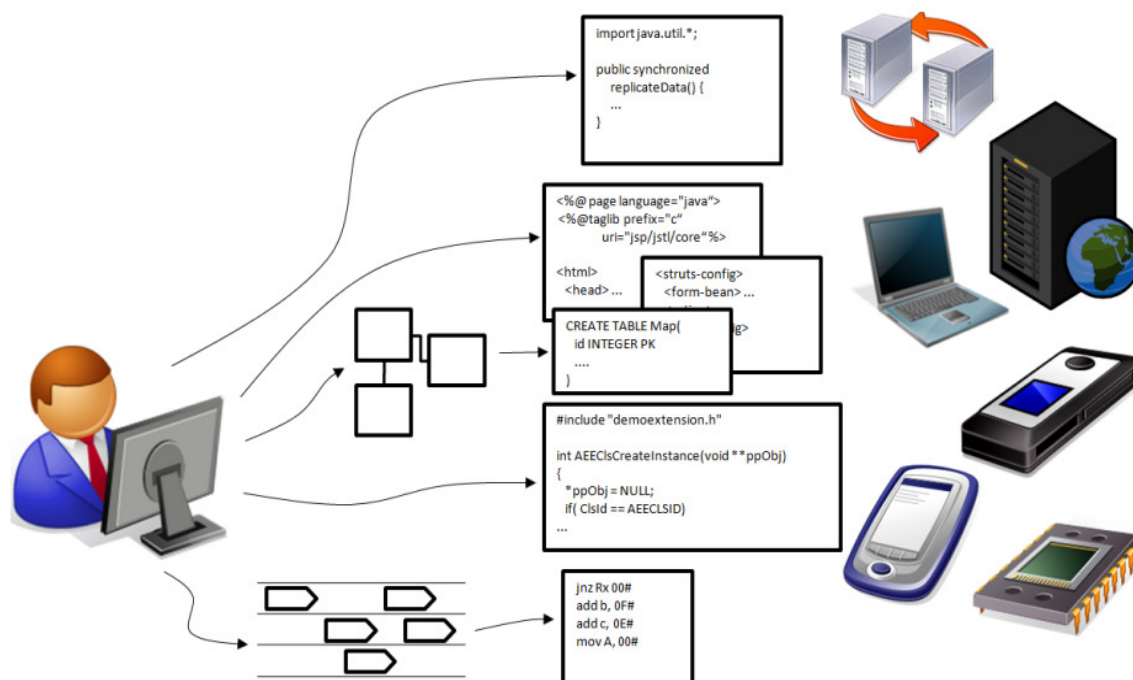 import java.util.*;
public synchronized
replicateData() {
...
}
<%@ page language="java“>
<%@taglib prefix="c“
uri="jsp/jstl/core“%>
<html>
<head> ...
<struts-config>
<form-bean> ...
ig>
CREATE TABLE Map(
id INTEGER PK
....
)
#include "demoextension.h"
int AEEClsCreateInstance(void **ppObj)
{
*ppObj = NULL;
if( ClsId == AEECLSID)
...
jnz Rx 00#
add b, 0F#
add c, 0E#
mov A, 00#